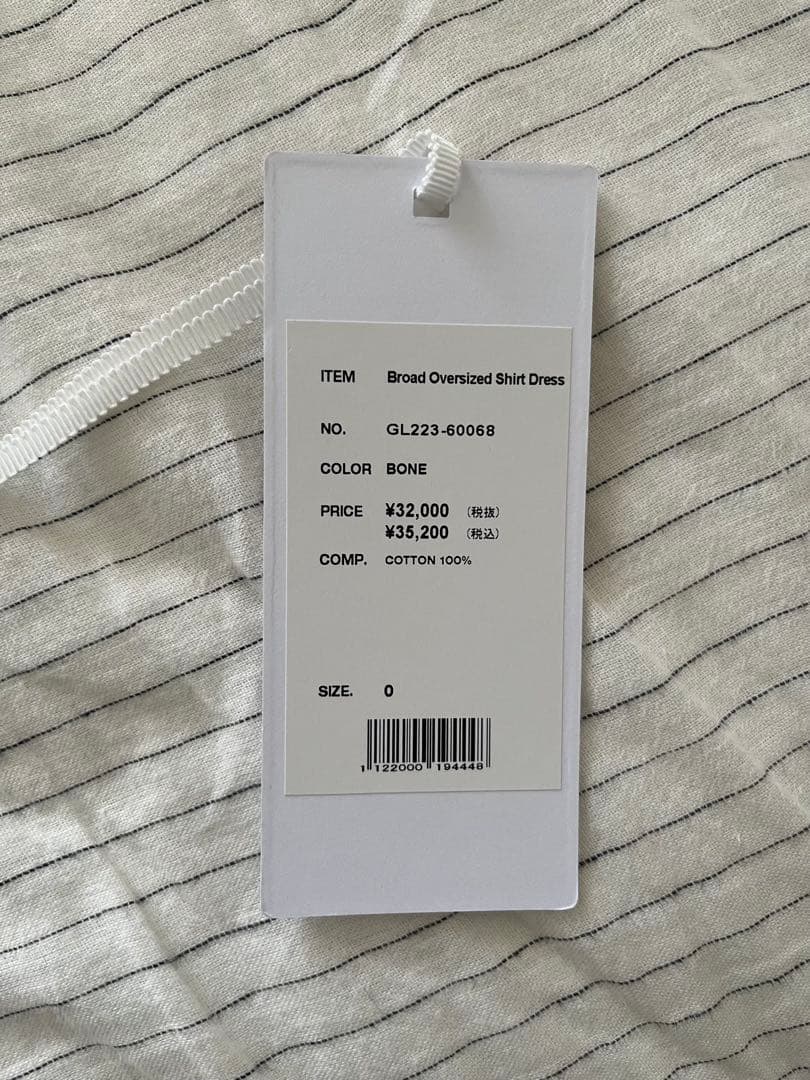 ITEM Broad Oversized Shirt Dress
NO. GL223-60068
COLOR BONE
PRICE ¥32,000 (税抜)
¥35,200 (税込)
COMP. COTTON 100%
SIZE. 0
1 122000 194448